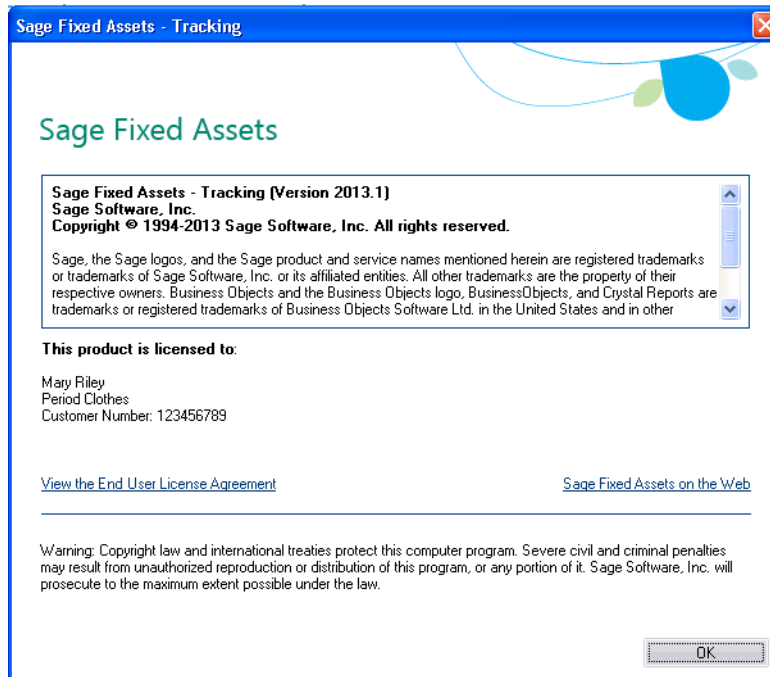 Sage Fixed Assets - Tracking
Sage Fixed Assets
Sage Fixed Assets - Tracking (Version 2013.1)
Sage Software, Inc.
Copyright © 1994-2013 Sage Software, Inc. All rights reserved.
Sage, the Sage logos, and the Sage product and service names mentioned herein are registered trademarks
or trademarks of Sage Software, Inc. or its affiliated entities. All other trademarks are the property of their
respective owners. Business Objects and the Business Objects logo, BusinessObjects, and Crystal Reports are
trademarks or registered trademarks of Business Objects Software Ltd. in the United States and in other
This product is licensed to:
Mary Riley
Period Clothes
Customer Number: 123456789
View the End User License Agreement
Sage Fixed Assets on the Web
Warning: Copyright law and international treaties protect this computer program. Severe civil and criminal penalties
may result from unauthorized reproduction or distribution of this program, or any portion of it. Sage Software, Inc. will
prosecute to the maximum extent possible under the law.
OK